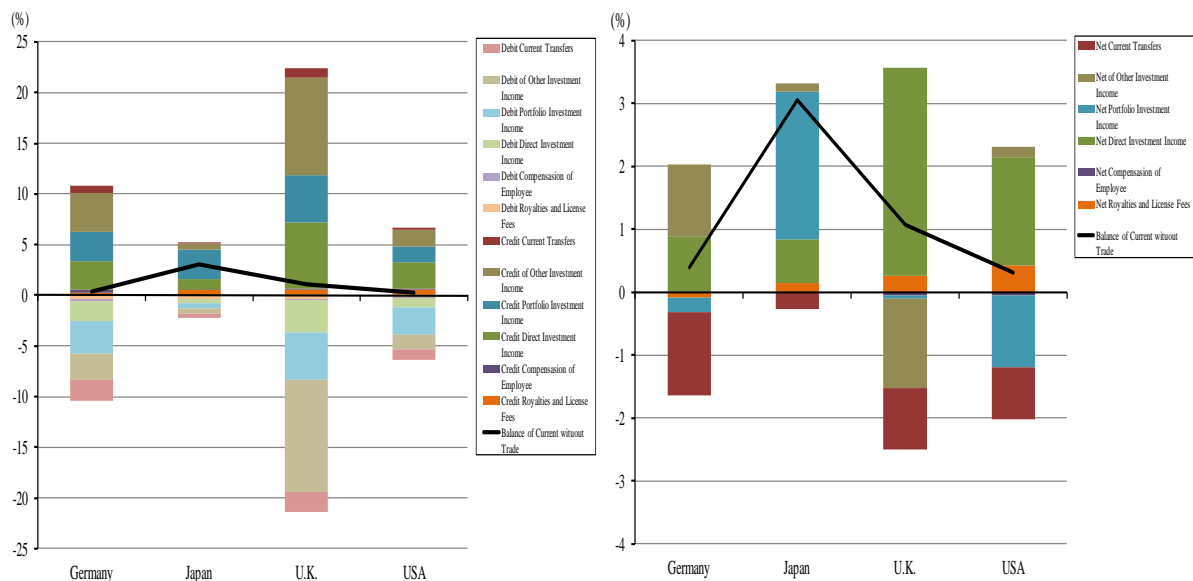 (%)
25
20
15
10
5
0
-5
-10
-15
-20
-25
Germany
Japan
U.K.
USA
Debit Current Transfers
Debit of Other Investment
Income
Debit Portfolio Investment
Income
Debit Direct Investment
Income
Debit Compensasion of
Employee
Debit Royalties and License
Fees
Credit Current Transfers
Credit of Other Investment
Income
Credit Portfolio Investment
Income
Credit Direct Investment
Income
Credit Compensasion of
Employee
Credit Royalties and License
Fees
Balance of Current wituout
Trade
(%)
4
3
2
1
0
-1
-2
-3
-4
Germany
Japan
U.K.
USA
Net Current Transfers
Net of Other Investment
Income
Net Portfolio Investment
Income
Net Direct Investment Income
Net Compensasion of
Employee
Net Royalties and License Fees
Balance of Current wituout
Trade